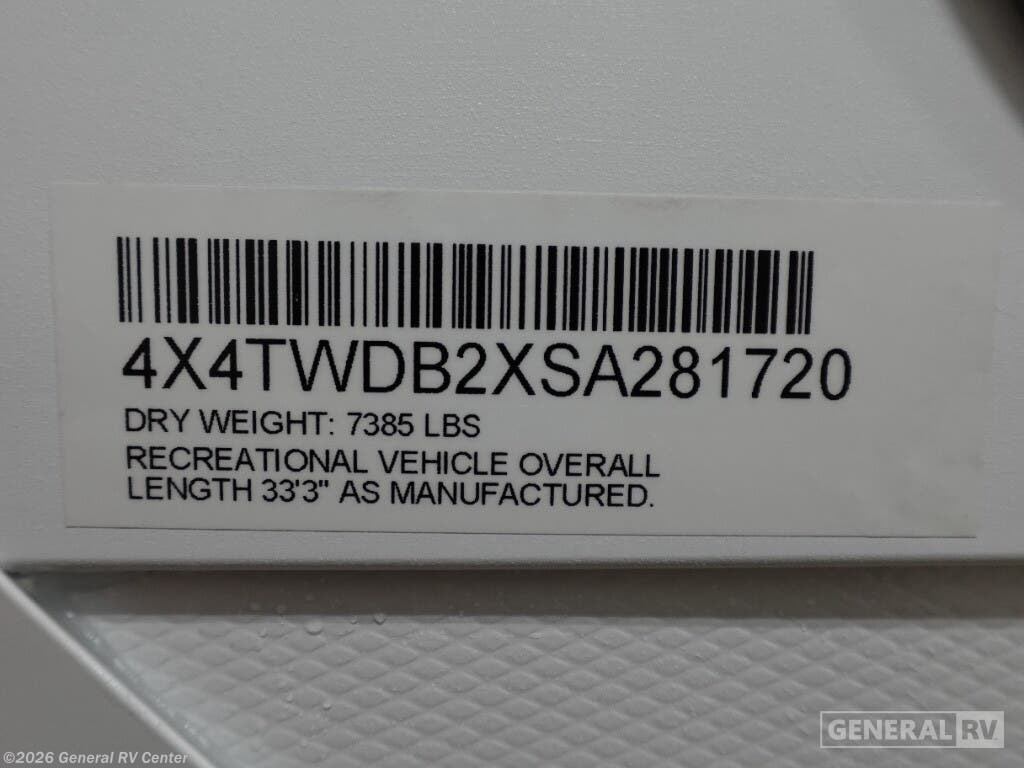 4X4TWDB2XSA281720
DRY WEIGHT: 7385 LBS
RECREATIONAL VEHICLE OVERALL
LENGTH 33'3" AS MANUFACTURED.
GENERAL RV
©2026 General RV Center